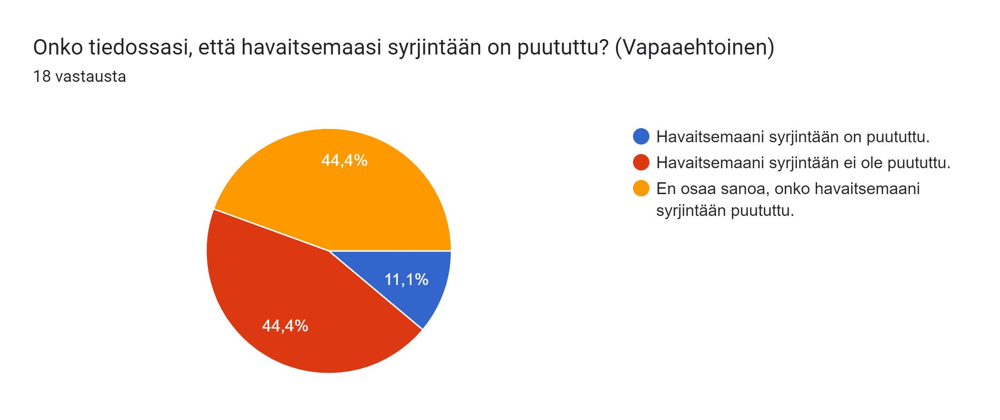 Onko tiedossasi, että havaitsemaasi syrjintään on puututtu? (Vapaaehtoinen)
18 vastausta
44,4%
11,1%
44,4%
Havaitsemaani syrjintään on puututtu.
Havaitsemaani syrjintään ei ole puututtu.
En osaa sanoa, onko havaitsemaani
syrjintään puututtu.